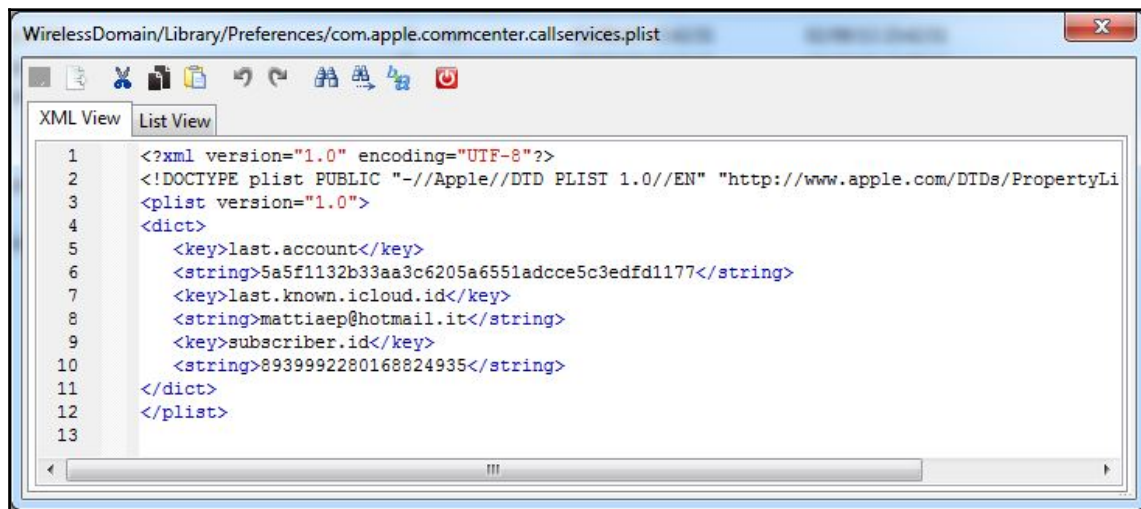 WirelessDomain/Library/Preferences/com.apple.commcenter.callservices.plist
XML View List View
1 <?xml version="1.0" encoding="UTF-8"?>
2 <!DOCTYPE plist PUBLIC "-//Apple//DTD PLIST 1.0//EN" "http://www.apple.com/DTDs/PropertyLi
3 <plist version="1.0">
4 <dict>
5 <key>last.account</key>
6 <string>5a5f1132b33aa3c6205a6551adcce5c3edfd1177</string>
7 <key>last.known.icloud.id</key>
8 <string>mattiaep@hotmail.it</string>
9 <key>subscriber.id</key>
10 <string>8939992280168824935</string>
11 </dict>
12 </plist>
13